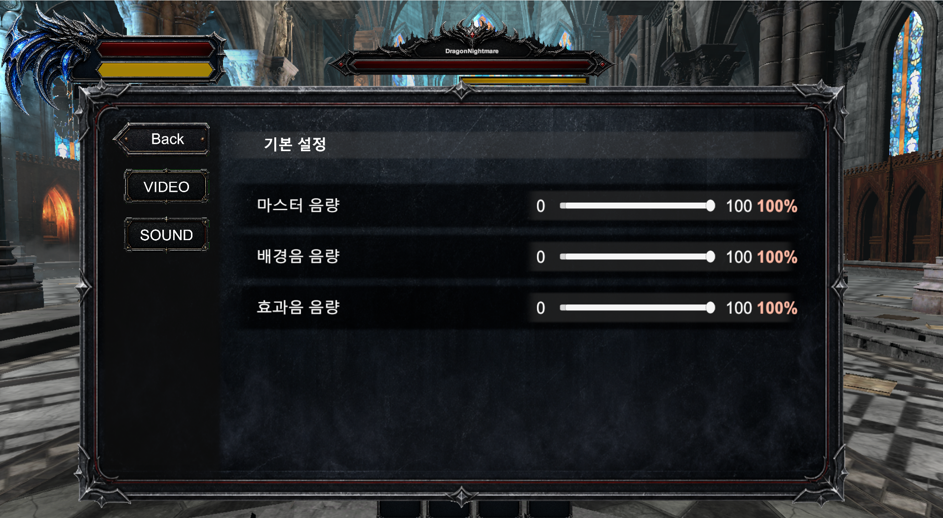 DragonNightmare
Back
기본 설정
VIDEO
마스터 음량 0 100 100%
SOUND
배경음 음량 0 100 100%
효과음 음량 0 100 100%